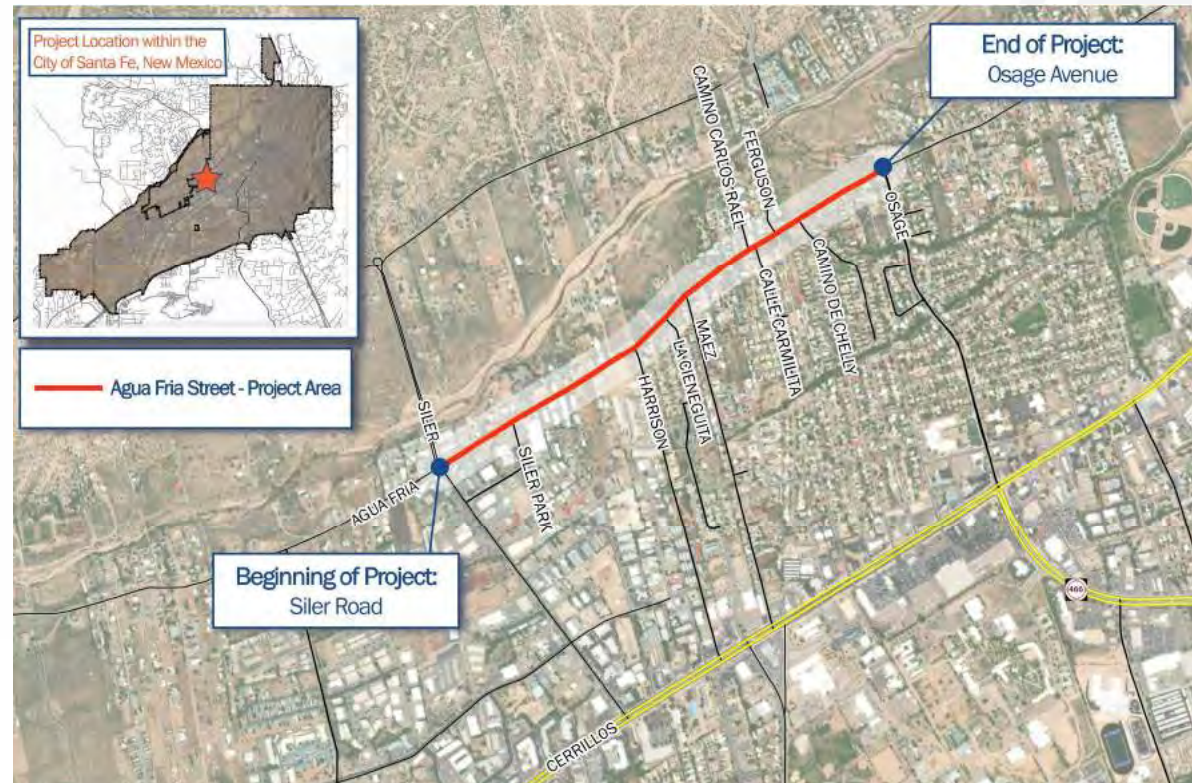 Project Location within the
City of Santa Fe, New Mexico
Agua Fria Street - Project Area
End of Project:
Osage Avenue
CAMINO CARLOS RAEL
FERGUSON
OSAGE
CAMINO DE CHELLY
CALLE CARMILITA
MAEZ
LA CIENEGUITA
HARRISON
SILER
SILER PARK
AGUA FRIA
Beginning of Project:
Siler Road
CERRILLOS